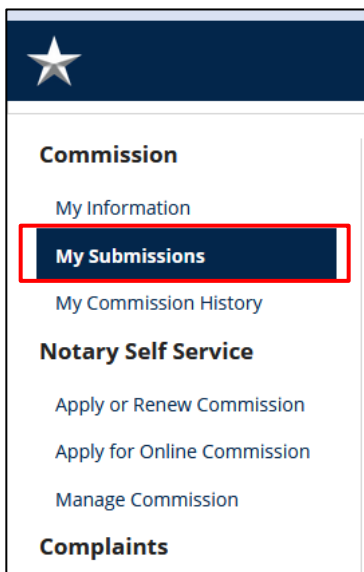 Commission
My Information
My Submissions
My Commission History
Notary Self Service
Apply or Renew Commission
Apply for Online Commission
Manage Commission
Complaints